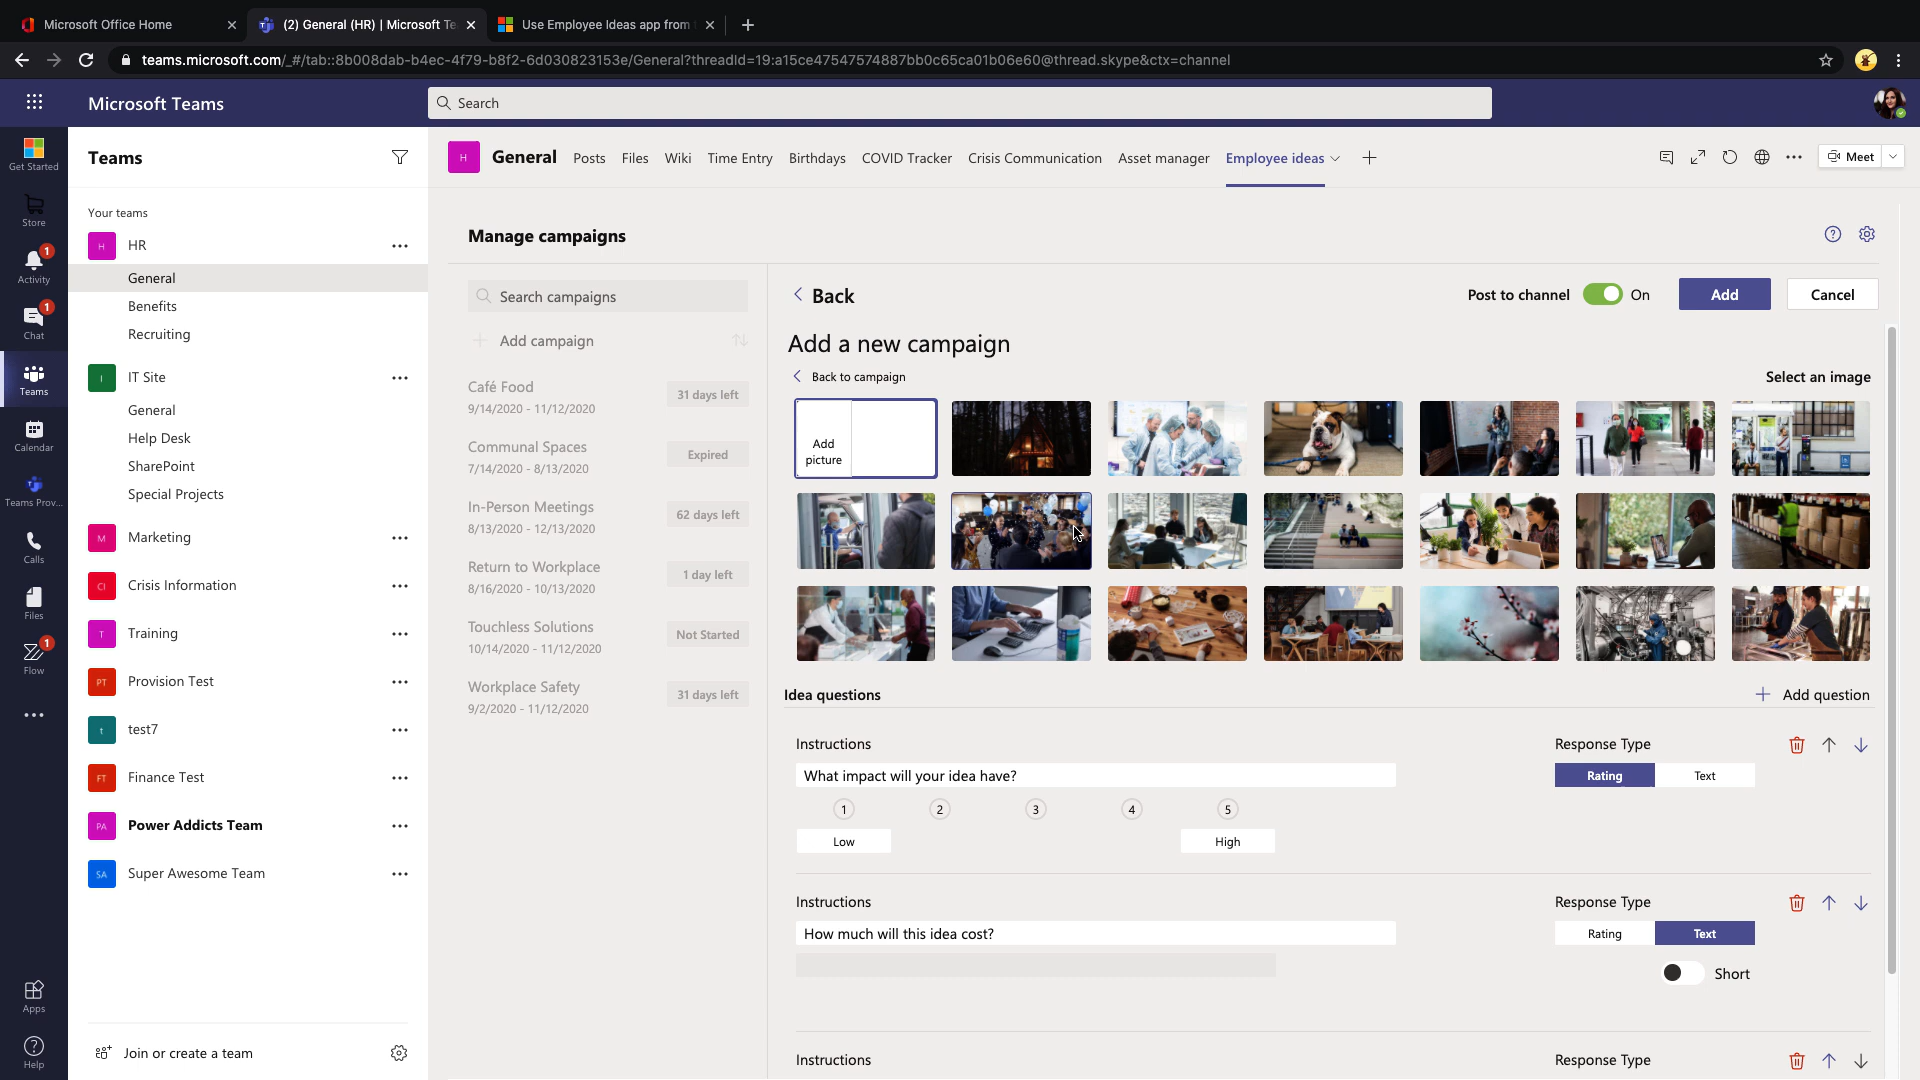 Microsoft Office Home
(2) General (HR) | Microsoft Te
Use Employee Ideas app from
teams.microsoft.com/_#/tab::8b008dab-b4ec-4f79-b8f2-6d030823153e/General?threadId=19:a15ce47547574887bb0c65ca01b06e60@thread.skype&ctx=channel
Microsoft Teams
Search
Get Started
Store
1
Activity
1
Chat
Teams
Calendar
Teams Prov...
Calls
Files
1
Flow
Apps
Help
Teams
Your teams
H HR
General
Benefits
Recruiting
I IT Site
General
Help Desk
SharePoint
Special Projects
M Marketing
CI Crisis Information
T Training
PT Provision Test
t test7
FT Finance Test
PA Power Addicts Team
SA Super Awesome Team
Join or create a team
H General Posts Files Wiki Time Entry Birthdays COVID Tracker Crisis Communication Asset manager Employee ideas
Meet
Manage campaigns
Search campaigns
Add campaign
Café Food
9/14/2020 - 11/12/2020
31 days left
Communal Spaces
7/14/2020 - 8/13/2020
Expired
In-Person Meetings
8/13/2020 - 12/13/2020
62 days left
Return to Workplace
8/16/2020 - 10/13/2020
1 day left
Touchless Solutions
10/14/2020 - 11/12/2020
Not Started
Workplace Safety
9/2/2020 - 11/12/2020
31 days left
Back
Post to channel On Add Cancel
Add a new campaign
Back to campaign
Select an image
Add
picture
Idea questions
Add question
Instructions
Response Type
What impact will your idea have?
Rating Text
1 2 3 4 5
Low High
Instructions
Response Type
How much will this idea cost?
Rating Text
Short
Instructions
Response Type